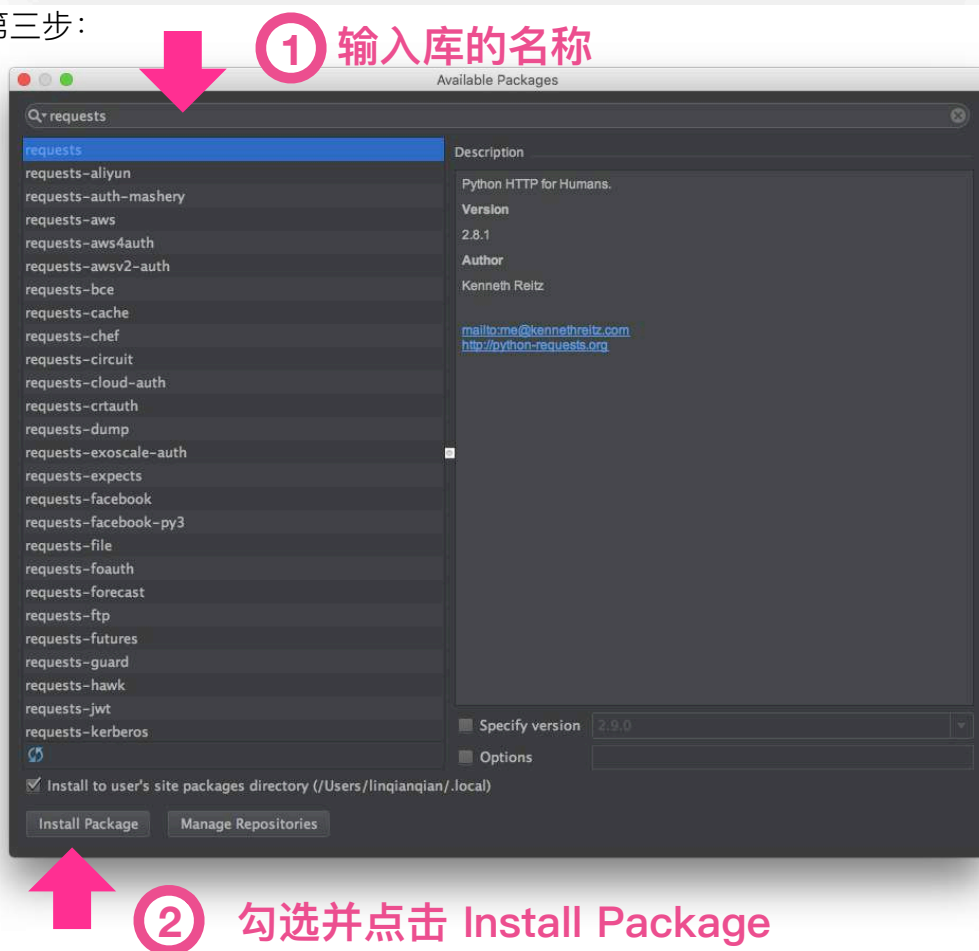 第三步：
1 输入库的名称
Available Packages
requests
requests
requests-aliyun
requests-auth-mashery
requests-aws
requests-aws4auth
requests-awsv2-auth
requests-bce
requests-cache
requests-chef
requests-circuit
requests-cloud-auth
requests-crtauth
requests-dump
requests-exoscale-auth
requests-expects
requests-facebook
requests-facebook-py3
requests-file
requests-foauth
requests-forecast
requests-ftp
requests-futures
requests-guard
requests-hawk
requests-jwt
requests-kerberos
Description
Python HTTP for Humans.
Version
2.8.1
Author
Kenneth Reitz
mailto:me@kennethreitz.com
http://python-requests.org
Specify version 2.9.0
Options
Install to user's site packages directory (/Users/linqianqian/.local)
Install Package Manage Repositories
2 勾选并点击 Install Package